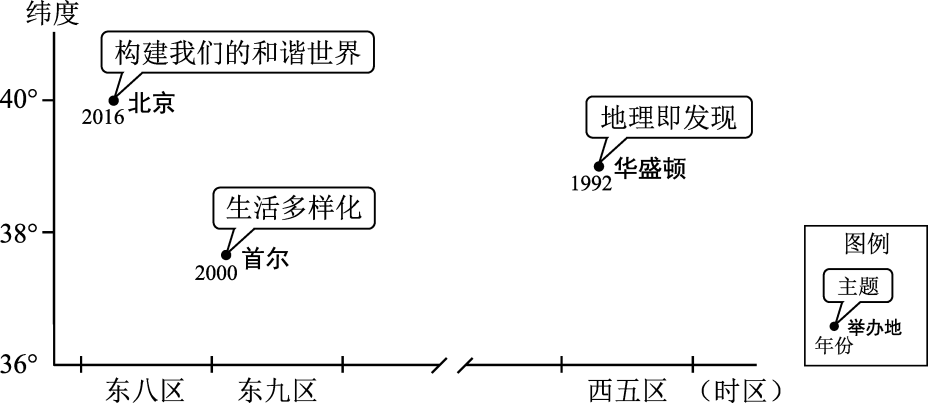 纬度
构建我们的和谐世界
40°
北京
2016
地理即发现
华盛顿
1992
生活多样化
38°
首尔
2000
图例
主题
举办地
年份
36°
东八区
东九区
西五区
（时区）